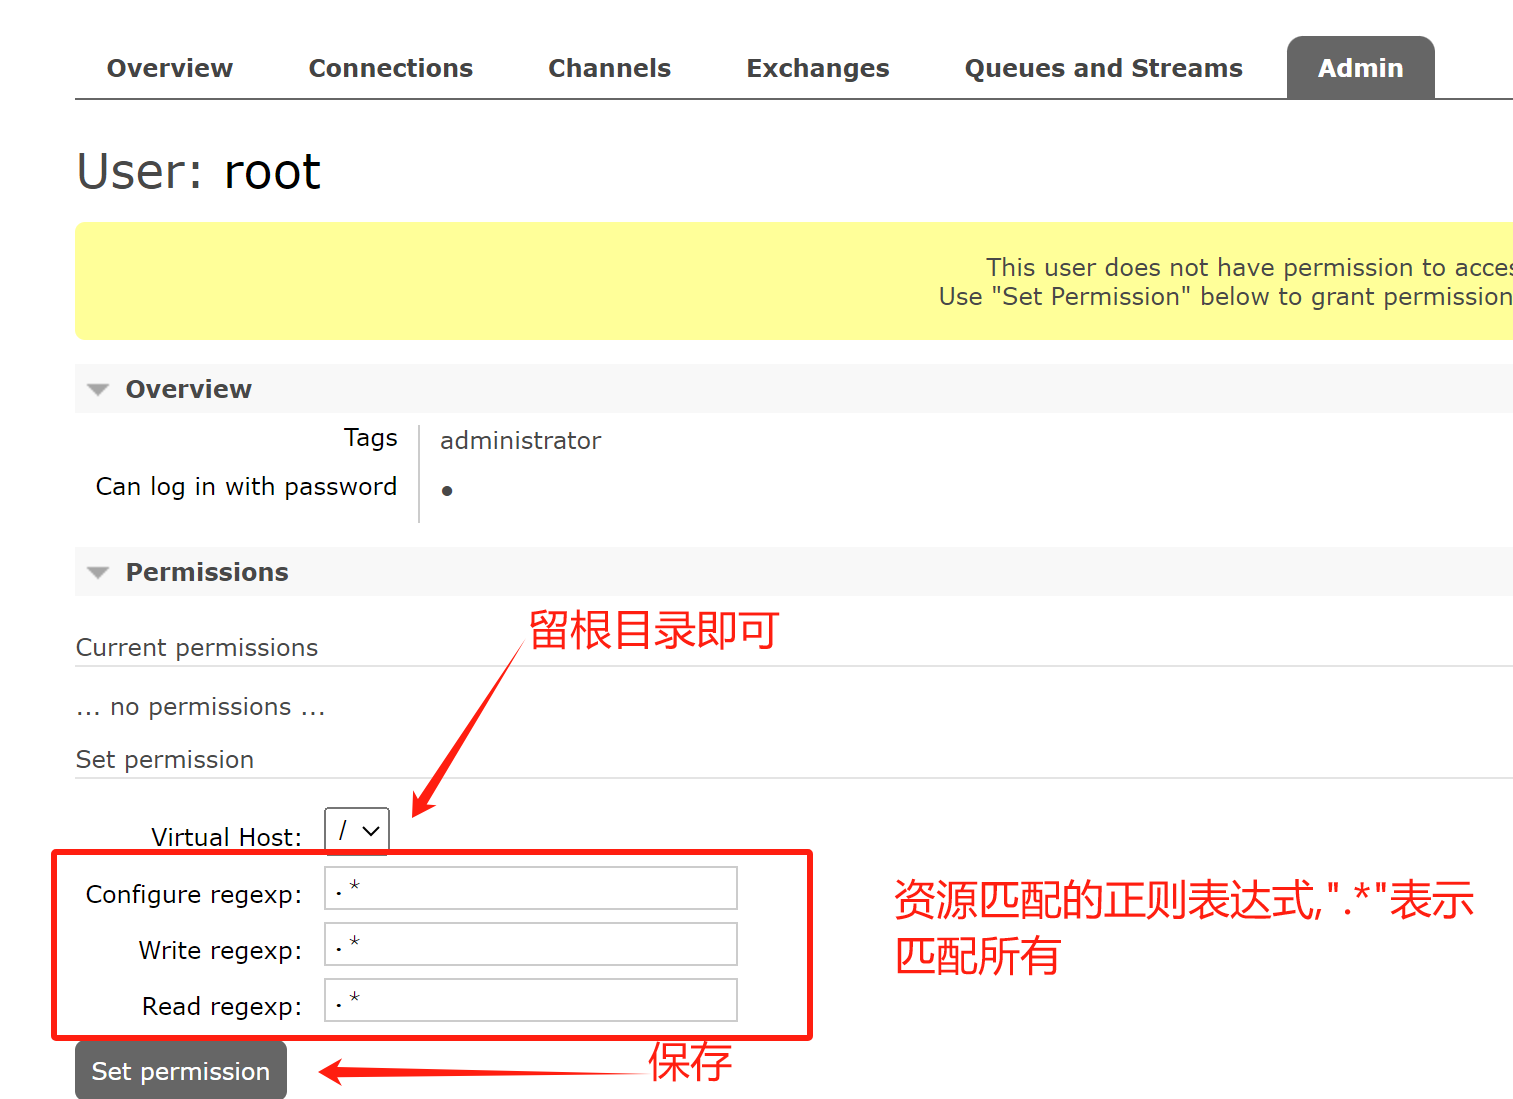 Overview Connections Channels Exchanges Queues and Streams Admin
User: root
This user does not have permission to
Use "Set Permission" below to grant permission
Overview
Tags administrator
Can log in with password ●
Permissions
留根目录即可
Current permissions
... no permissions ...
Set permission
Virtual Host: /
Configure regexp: .*
资源匹配的正则表达式,".*"表示
Write regexp: .*
匹配所有
Read regexp: .*
保存
Set permission